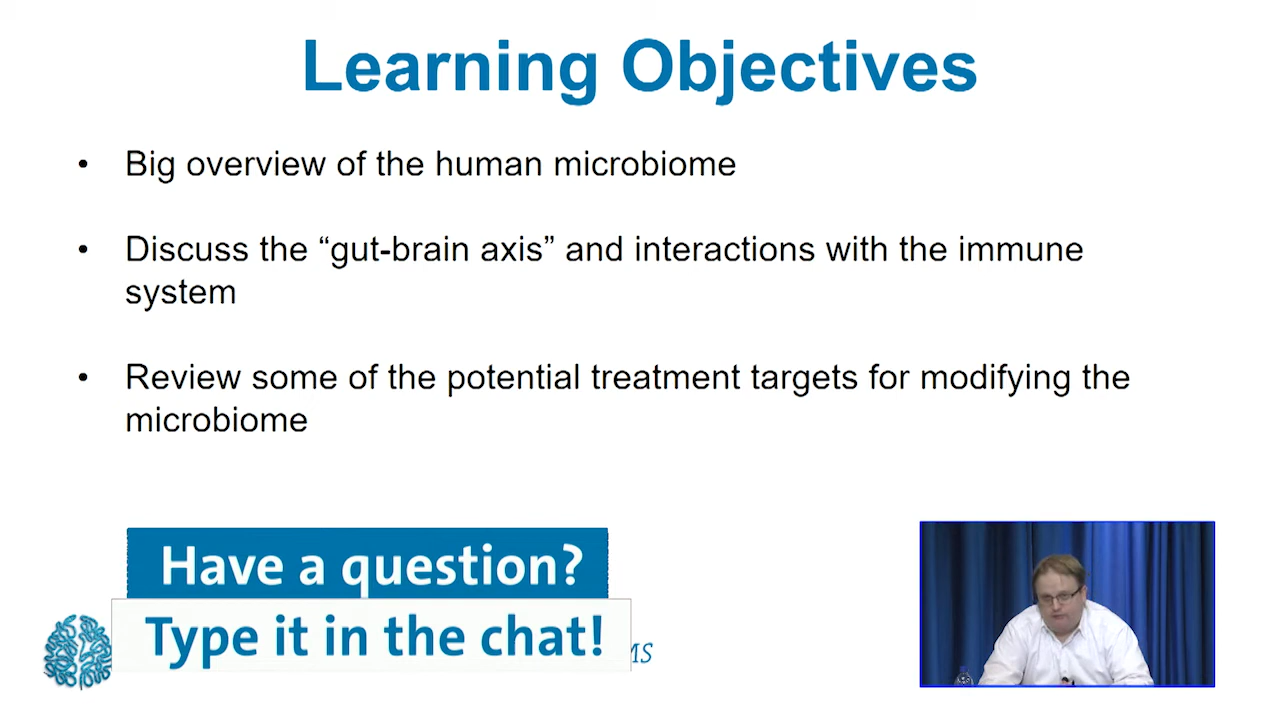 Learning Objectives
• Big overview of the human microbiome
• Discuss the “gut-brain axis” and interactions with the immune
system
• Review some of the potential treatment targets for modifying the
microbiome
Have a question?
Type it in the chat!
MS